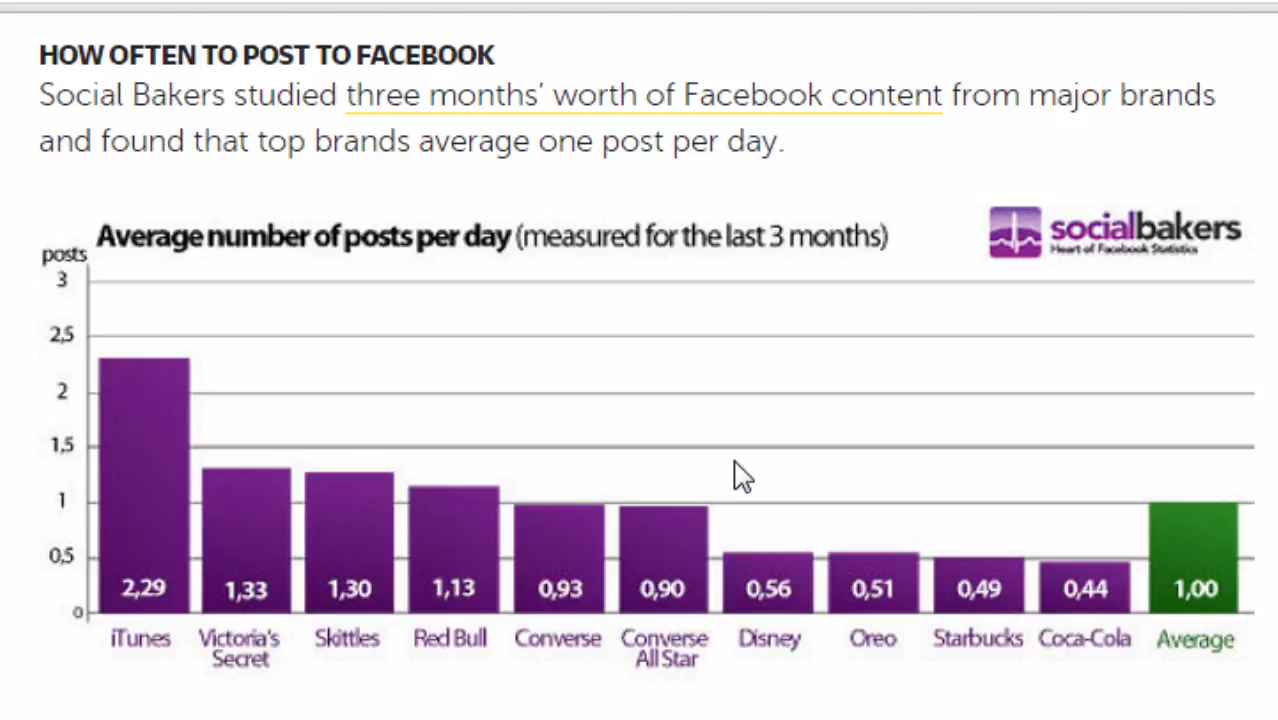 HOW OFTEN TO POST TO FACEBOOK
Social Bakers studied three months' worth of Facebook content from major brands
and found that top brands average one post per day.
Average number of posts per day (measured for the last 3 months)
socialbakers
Heart of Facebook Statistics
posts
3
2,5
2
1,5
1
0,5
0
2,29
1,33
1,30
1,13
0,93
0,90
0,56
0,51
0,49
0,44
1,00
iTunes
Victoria's
Secret
Skittles
Red Bull
Converse
Converse
All Star
Disney
Oreo
Starbucks
Coca-Cola
Average